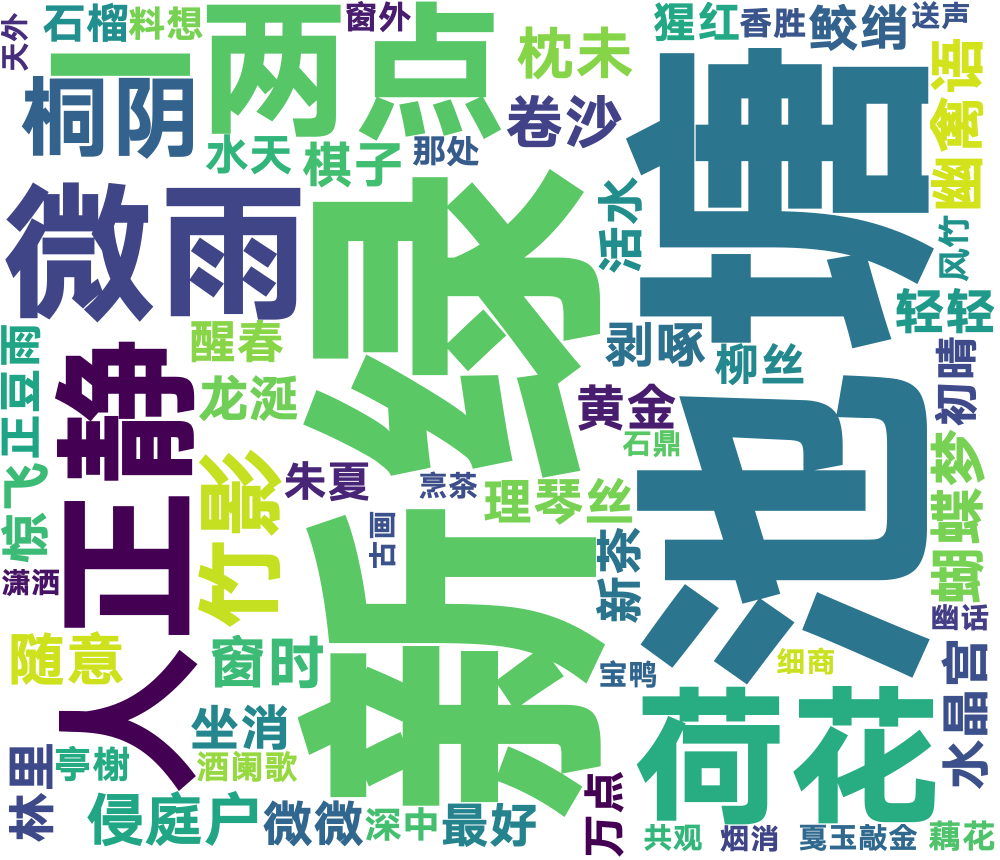 天外
石榴
料想
两点
窗外
枕未
猩红
香胜
鲛绡
送声
一
桐阴
卷沙
池塘
幽禽语
水天
棋子
那处
微雨
新绿
活水
风竹
轻轻
惊飞正豆雨
醒春
剥啄
柳丝
初晴
人正静
龙涎
黄金
石鼎
蝴蝶梦
竹影
朱夏
烹茶
理琴丝
古画
新茶
潇洒
幽话
随意
窗时
宝鸭
细商
水晶宫
坐消
荷花
林里
亭榭
酒阑歌
万点
侵庭户
微微
深中
最好
共观
烟消
戛玉敲金
藕花